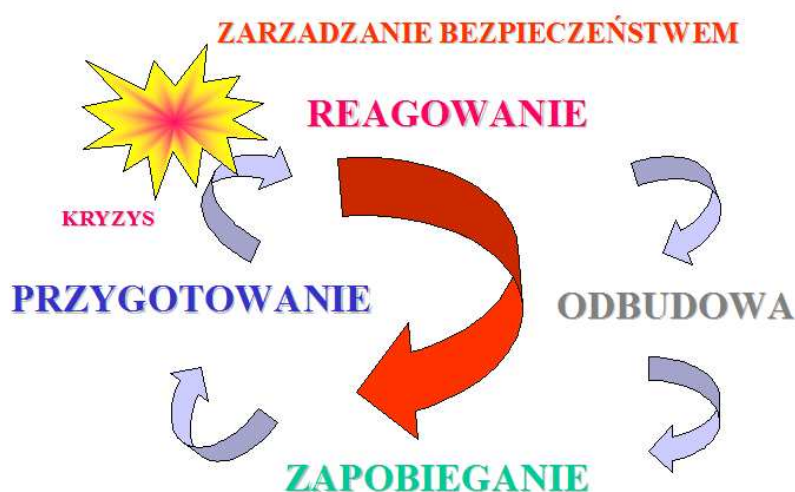 ZARZADZANIE BEZPIECZEŃSTWEM
REAGOWANIE
KRYZYS
PRZYGOTOWANIE
ODBUDOWA
ZAPOBIEGANIE